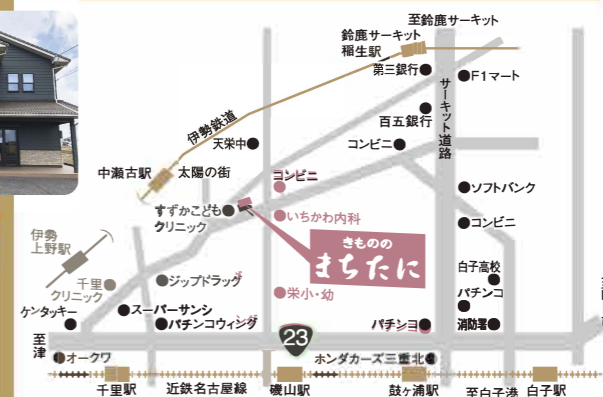 至鈴鹿サーキット
鈴鹿サーキット
稲生駅
第三銀行
F1マート
サーキット道路
百五銀行
伊勢鉄道
天栄中
コンビニ
中瀬古駅
太陽の街
コンビニ
ソフトバンク
すずかこども
クリニック
いちかわ内科
コンビニ
伊勢
上野駅
きものの
まちたに
白子高校
千里
クリニック
ジップドラッグ
栄小・幼
パチンコ
ケンタッキー
スーパーサンシ
パチンコウィング
パチンコ
消防署
至津
23
オークワ
ホンダカーズ三重北
千里駅
近鉄名古屋線
磯山駅
鼓ヶ浦駅
至白子港
白子駅